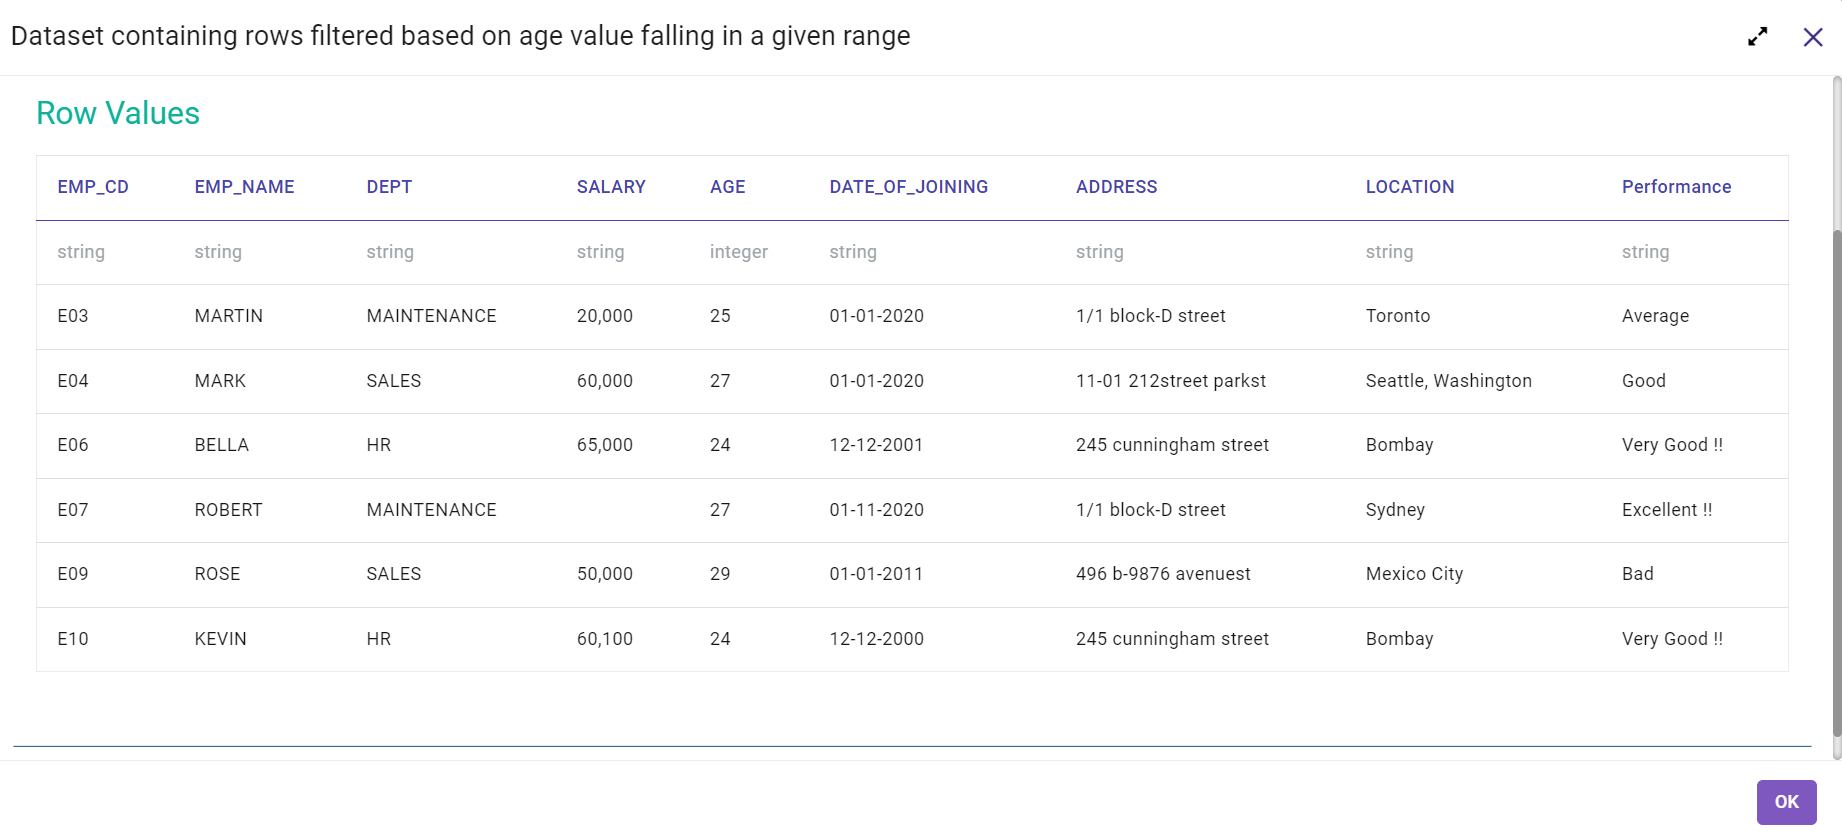 Dataset containing rows filtered based on age value falling in a given range
Row Values
EMP_CD EMP_NAME DEPT SALARY AGE DATE_OF_JOINING ADDRESS LOCATION Performance
string string string string integer string string string string
E03 MARTIN MAINTENANCE 20,000 25 01-01-2020 1/1 block-D street Toronto Average
E04 MARK SALES 60,000 27 01-01-2020 11-01 212street parkst Seattle, Washington Good
E06 BELLA HR 65,000 24 12-12-2001 245 cunningham street Bombay Very Good !!
E07 ROBERT MAINTENANCE 27 01-11-2020 1/1 block-D street Sydney Excellent !!
E09 ROSE SALES 50,000 29 01-01-2011 496 b-9876 avenuest Mexico City Bad
E10 KEVIN HR 60,100 24 12-12-2000 245 cunningham street Bombay Very Good !!
OK